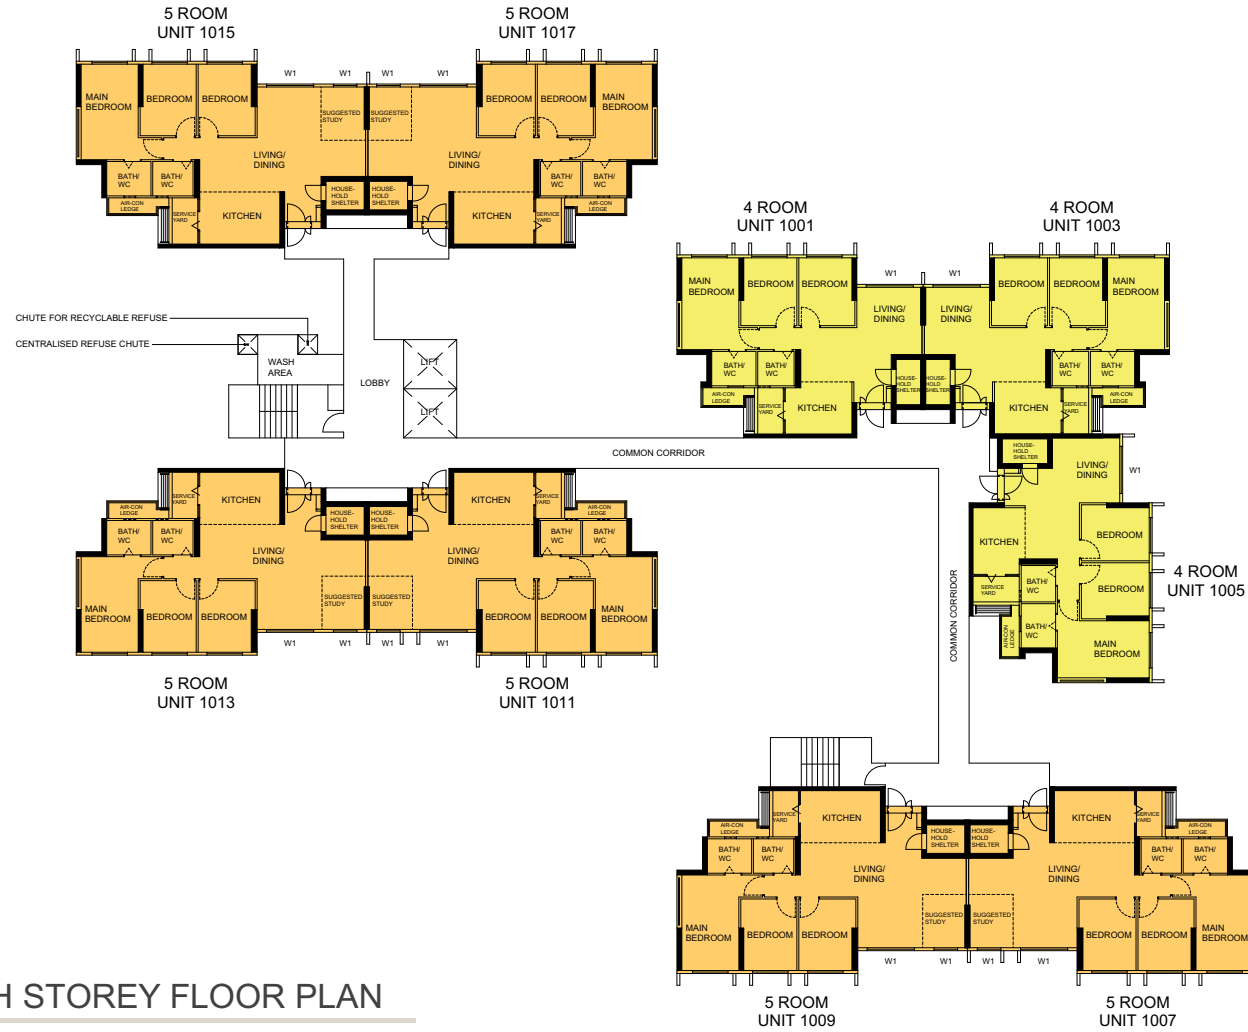 5 ROOM
UNIT 1015
5 ROOM
UNIT 1017
W1
W1
W1
W1
MAIN
BEDROOM
BEDROOM
BEDROOM
SUGGESTED
STUDY
SUGGESTED
STUDY
BEDROOM
BEDROOM
MAIN
BEDROOM
LIVING/
DINING
LIVING/
DINING
BATH/
WC
BATH/
WC
BATH/
WC
BATH/
WC
AIR-CON
LEDGE
SERVICE
YARD
KITCHEN
HOUSE-
HOLD
SHELTER
HOUSE-
HOLD
SHELTER
KITCHEN
SERVICE
YARD
AIR-CON
LEDGE
4 ROOM
UNIT 1001
4 ROOM
UNIT 1003
W1
W1
MAIN
BEDROOM
BEDROOM
BEDROOM
LIVING/
DINING
LIVING/
DINING
BEDROOM
BEDROOM
MAIN
BEDROOM
BATH/
WC
BATH/
WC
BATH/
WC
BATH/
WC
AIR-CON
LEDGE
SERVICE
YARD
KITCHEN
HOUSE-
HOLD
SHELTER
HOUSE-
HOLD
SHELTER
KITCHEN
SERVICE
YARD
AIR-CON
LEDGE
CHUTE FOR RECYCLABLE REFUSE
CENTRALISED REFUSE CHUTE
WASH
AREA
LOBBY
LIFT
LIFT
COMMON CORRIDOR
HOUSE-
HOLD
SHELTER
LIVING/
DINING
W1
KITCHEN
BEDROOM
BEDROOM
SERVICE
YARD
BATH/
WC
BATH/
WC
AIR-CON
LEDGE
MAIN
BEDROOM
4 ROOM
UNIT 1005
COMMON CORRIDOR
AIR-CON
LEDGE
SERVICE
YARD
KITCHEN
HOUSE-
HOLD
SHELTER
HOUSE-
HOLD
SHELTER
KITCHEN
SERVICE
YARD
AIR-CON
LEDGE
BATH/
WC
BATH/
WC
BATH/
WC
BATH/
WC
LIVING/
DINING
LIVING/
DINING
MAIN
BEDROOM
BEDROOM
BEDROOM
SUGGESTED
STUDY
SUGGESTED
STUDY
BEDROOM
BEDROOM
MAIN
BEDROOM
W1
W1
W1
W1
5 ROOM
UNIT 1013
5 ROOM
UNIT 1011
AIR-CON
LEDGE
SERVICE
YARD
KITCHEN
HOUSE-
HOLD
SHELTER
HOUSE-
HOLD
SHELTER
KITCHEN
SERVICE
YARD
AIR-CON
LEDGE
BATH/
WC
BATH/
WC
BATH/
WC
BATH/
WC
LIVING/
DINING
LIVING/
DINING
MAIN
BEDROOM
BEDROOM
BEDROOM
SUGGESTED
STUDY
SUGGESTED
STUDY
BEDROOM
BEDROOM
MAIN
BEDROOM
W1
W1
W1
W1
5 ROOM
UNIT 1009
5 ROOM
UNIT 1007
H STOREY FLOOR PLAN